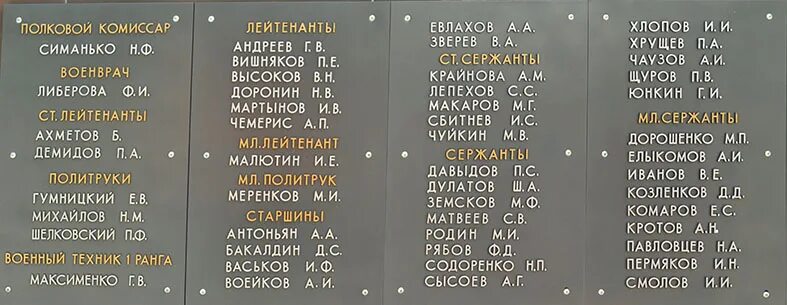 ПОЛКОВОЙ КОМИССАР
СИМАНЬКО Н.Ф.
ВОЕНВРАЧ
ЛИБЕРОВА Ф.И.
СТ.ЛЕЙТЕНАНТЫ
АХМЕТОВ Б.
ДЕМИДОВ П.А.
ПОЛИТРУКИ
ГУМНИЦКИЙ Е.В.
МИХАЙЛОВ Н.М.
ШЕЛКОВСКИЙ П.Ф.
ВОЕННЫЙ ТЕХНИК 1 РАНГА
МАКСИМЕНКО Г.В.
ЛЕЙТЕНАНТЫ
АНДРЕЕВ Г.В.
ВИШНЯКОВ П.Е.
ВЫСОКОВ В.Н.
ДОРОНИН Н.В.
МАРТЫНОВ И.В.
ЧЕМЕРИС А.П.
МЛ.ЛЕЙТЕНАНТ
МАЛЮТИН И.Е.
МЛ.ПОЛИТРУК
МЕРЕНКОВ М.И.
СТАРШИНЫ
АНТОНЬЯН А.А.
БАКАЛДИН Д.С.
ВАСЬКОВ И.Ф.
ВОЕЙКОВ А.И.
ЕВЛАХОВ А.А.
ЗВЕРЕВ В.А.
СТ.СЕРЖАНТЫ
КРАЙНОВА А.М.
ЛЕПЕХОВ С.С.
МАКАРОВ М.Г.
СБИТНЕВ И.С.
ЧУЙКИН М.В.
СЕРЖАНТЫ
ДАВЫДОВ П.С.
ДУЛАТОВ Ш.А.
ЗЕМСКОВ М.Ф.
МАТВЕЕВ С.В.
РОДИН М.И.
РЯБОВ Ф.Д.
СОДОРЕНКО Н.П.
СЫСОЕВ А.Г.
ХЛОПОВ И.И.
ХРУЩЕВ П.А.
ЧАУЗОВ А.И.
ЩУРОВ П.В.
ЮНКИН Г.И.
МЛ.СЕРЖАНТЫ
ДОРОШЕНКО М.П.
ЕЛЫКОМОВ А.И.
ИВАНОВ В.Е.
КОЗЛЕНКОВ Д.Д.
КОМАРОВ Е.С.
КРОТОВ А.Н.
ПАВЛОВЦЕВ Н.А.
ПЕРМЯКОВ И.Н.
СМОЛОВ И.И.